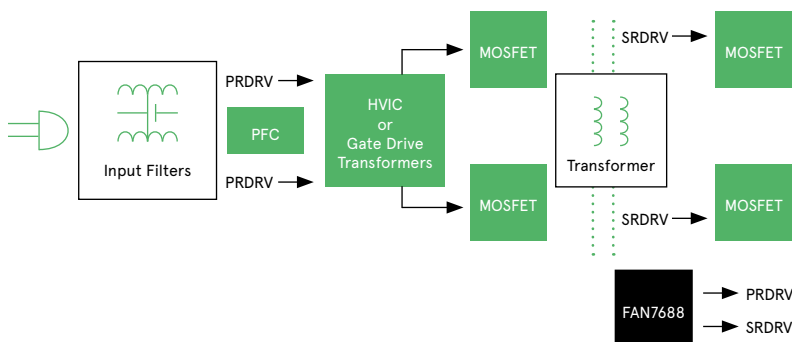 MOSFET
SRDRV
MOSFET
PRDRV
HVIC
or
Gate Drive
Transformers
PFC
Input Filters
Transformer
PRDRV
MOSFET
SRDRV
MOSFET
FAN7688
PRDRV
SRDRV